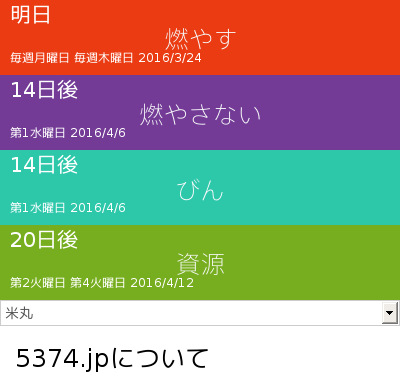 明日
燃やす
毎週月曜日 毎週木曜日 2016/3/24
14日後
燃やさない
第1水曜日 2016/4/6
14日後
びん
第1水曜日 2016/4/6
20日後
資源
第2火曜日 第4火曜日 2016/4/12
米丸
5374.jpについて